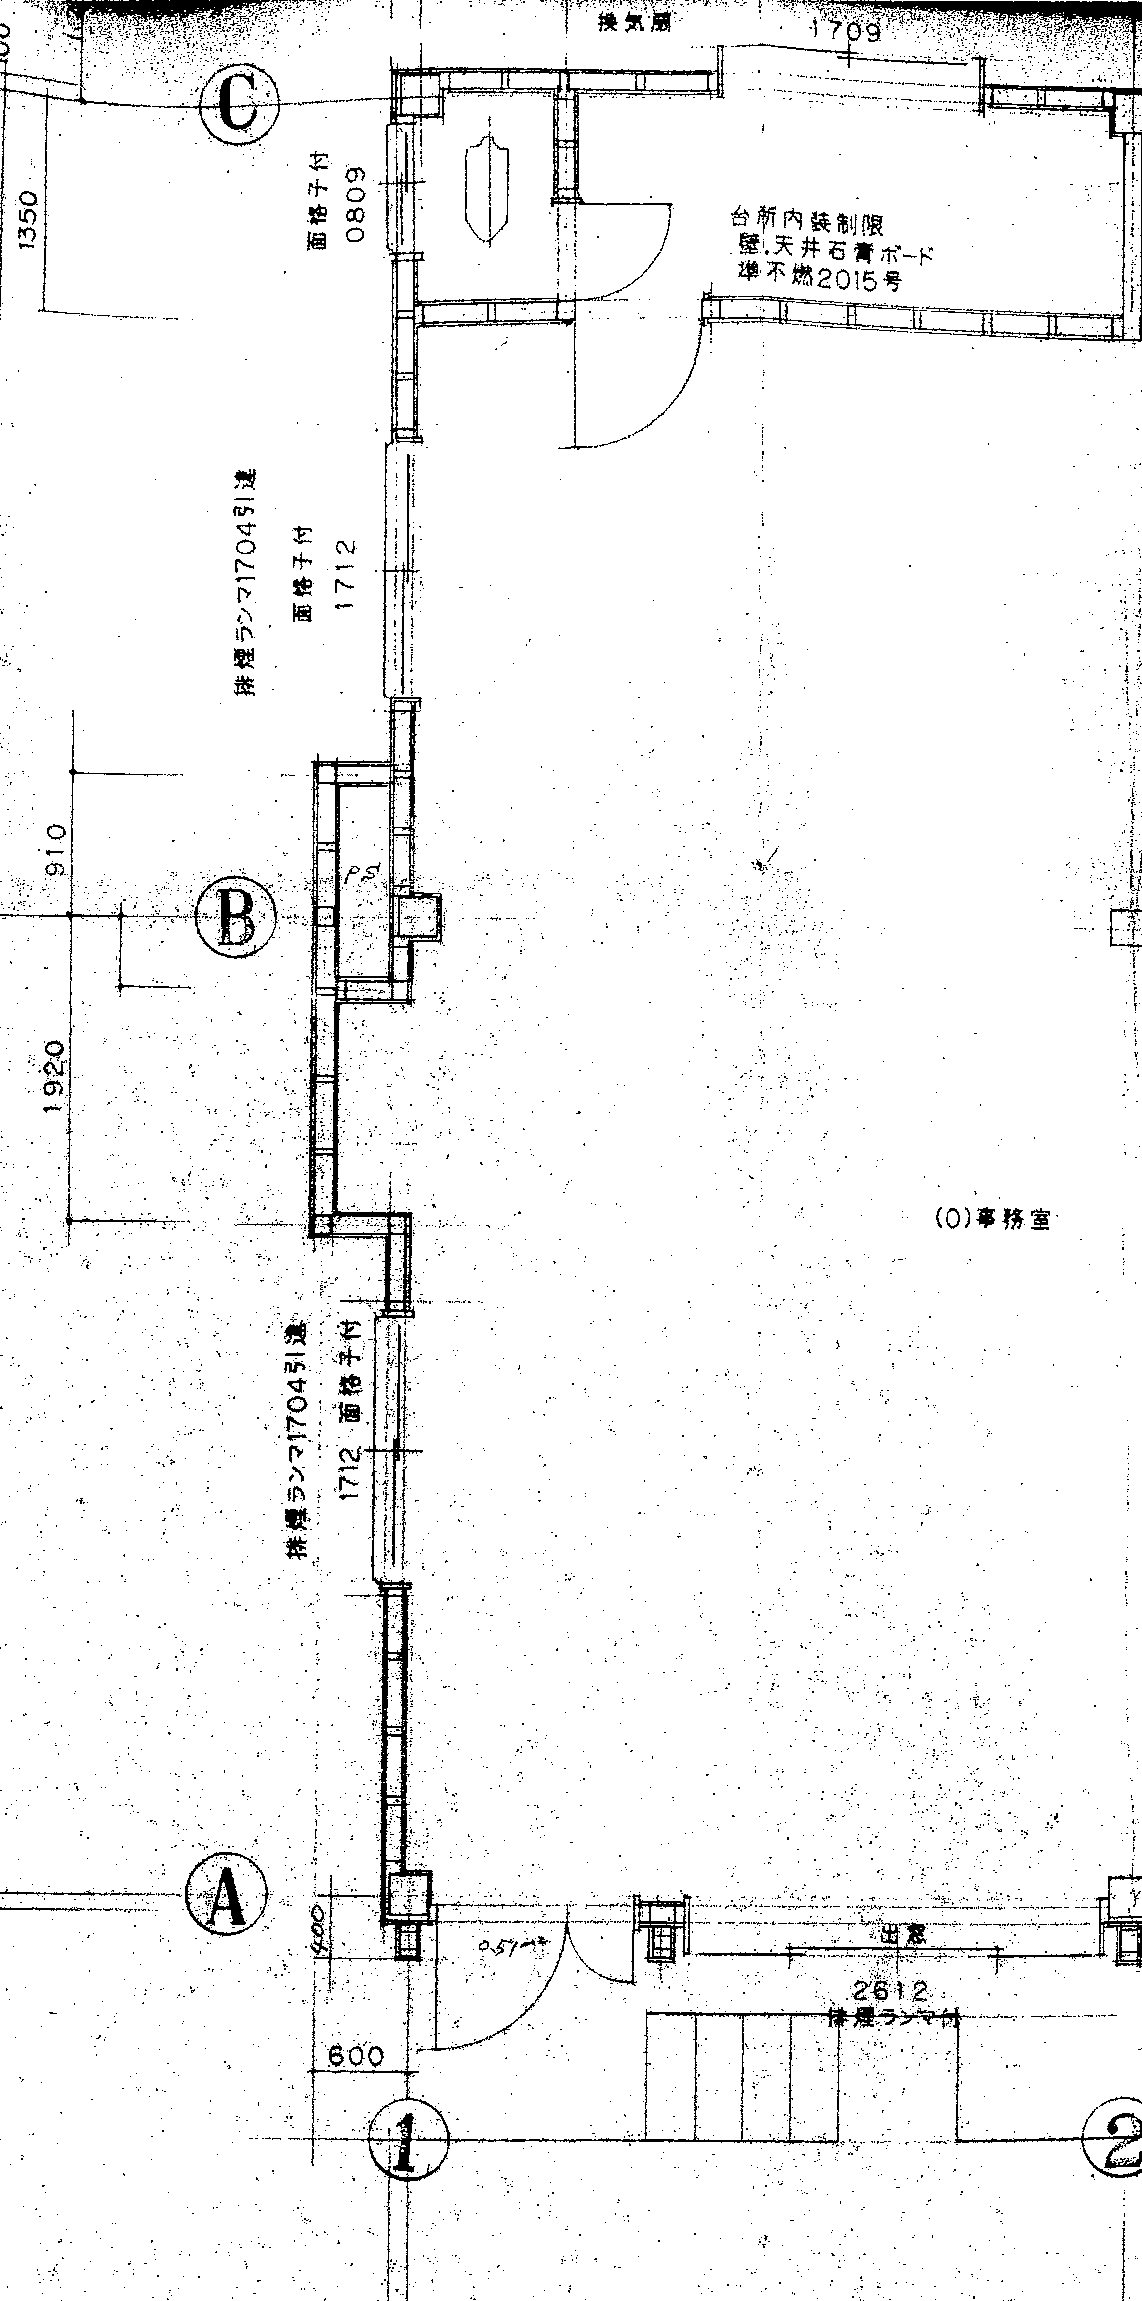 換気扇
1709
C
面格子付
0809
1350
台所内装制限
壁、天井石膏ボード
準不燃2015号
排煙ランマ1704引違
面格子付
1712
910
PS
B
1920
(O)事務室
排煙ランマ1704引違
1712 面格子付
A
400
0.51m²
出窓
2612
排煙ランマ付
600
1
2